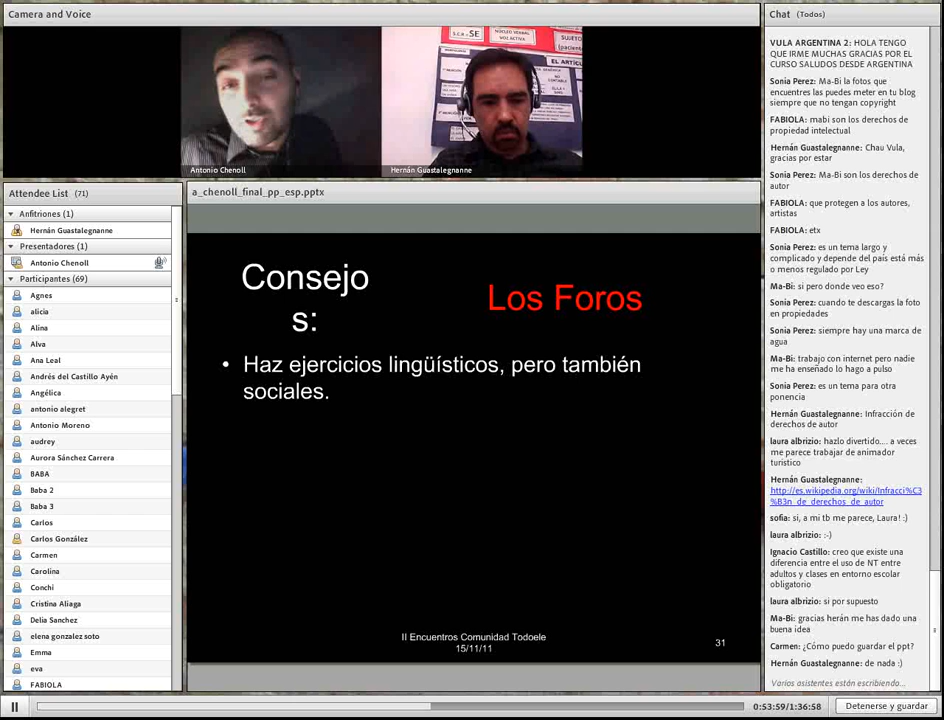 Camera and Voice
S.E.R. - SE
NÚCLEO VERBAL
VOZ ACTIVA
SUJETO
EL ARTÍCU
Antonio Chenoll
Hernán Guastalegnanne
Attendee List (71)
Anfitriones (1)
Hernán Guastalegnanne
Presentadores (1)
Antonio Chenoll
Participantes (69)
Agnes
alicia
Alina
Alva
Ana Leal
Andrés del Castillo Ayén
Angélica
antonio alegret
Antonio Moreno
audrey
Aurora Sánchez Carrera
BABA
Baba 2
Baba 3
Carlos
Carlos González
Carmen
Carolina
Conchi
Cristina Aliaga
Delia Sanchez
elena gonzalez soto
Emma
eva
FABIOLA
a_chenoll_final_pp_esp.pptx
Consejo
s:
Los Foros
• Haz ejercicios lingüísticos, pero también
sociales.
II Encuentros Comunidad Todoele
15/11/11
31
Chat (Todos)
VULA ARGENTINA 2: HOLA TENGO
QUE IRME MUCHAS GRACIAS POR EL
CURSO SALUDOS DESDE ARGENTINA
Sonia Perez: Ma-Bi la fotos que
encuentres las puedes meter en tu blog
siempre que no tengan copyright
FABIOLA: mabi son los derechos de
propiedad intelectual
Hernán Guastalegnanne: Chau Vula,
gracias por estar
Sonia Perez: Ma-Bi son los derechos de
autor
FABIOLA: que protegen a los autores,
artistas
FABIOLA: etx
Sonia Perez: es un tema largo y
complicado y depende del país está más
o menos regulado por Ley
Ma-Bi: si pero donde veo eso?
Sonia Perez: cuando te descargas la foto
en propiedades
Sonia Perez: siempre hay una marca de
agua
Ma-Bi: trabajo con internet pero nadie
me ha enseñado lo hago a pulso
Sonia Perez: es un tema para otra
ponencia
Hernán Guastalegnanne: Infracción de
derechos de autor
laura albrizio: hazlo divertido.... a veces
me parece trabajar de animador
turistico
Hernán Guastalegnanne:
http://es.wikipedia.org/wiki/Infracci%C3
%B3n_de_derechos_de_autor
sofia: si, a mi tb me parece, Laura! :)
laura albrizio: :-)
Ignacio Castillo: creo que existe una
diferencia entre el uso de NT entre
adultos y clases en entorno escolar
obligatorio
laura albrizio: si por supuesto
Ma-Bi: gracias herán me has dado una
buena idea
Carmen: ¿Cómo puedo guardar el ppt?
Hernán Guastalegnanne: de nada :)
Varios asistentes están escribiendo...
0:53:59/1:36:58
Detenerse y guardar